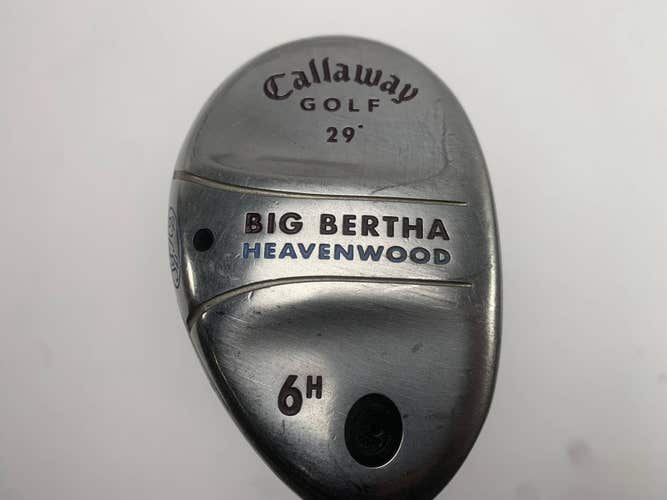 Callaway
GOLF
29°
BIG BERTHA
HEAVENWOOD
6H